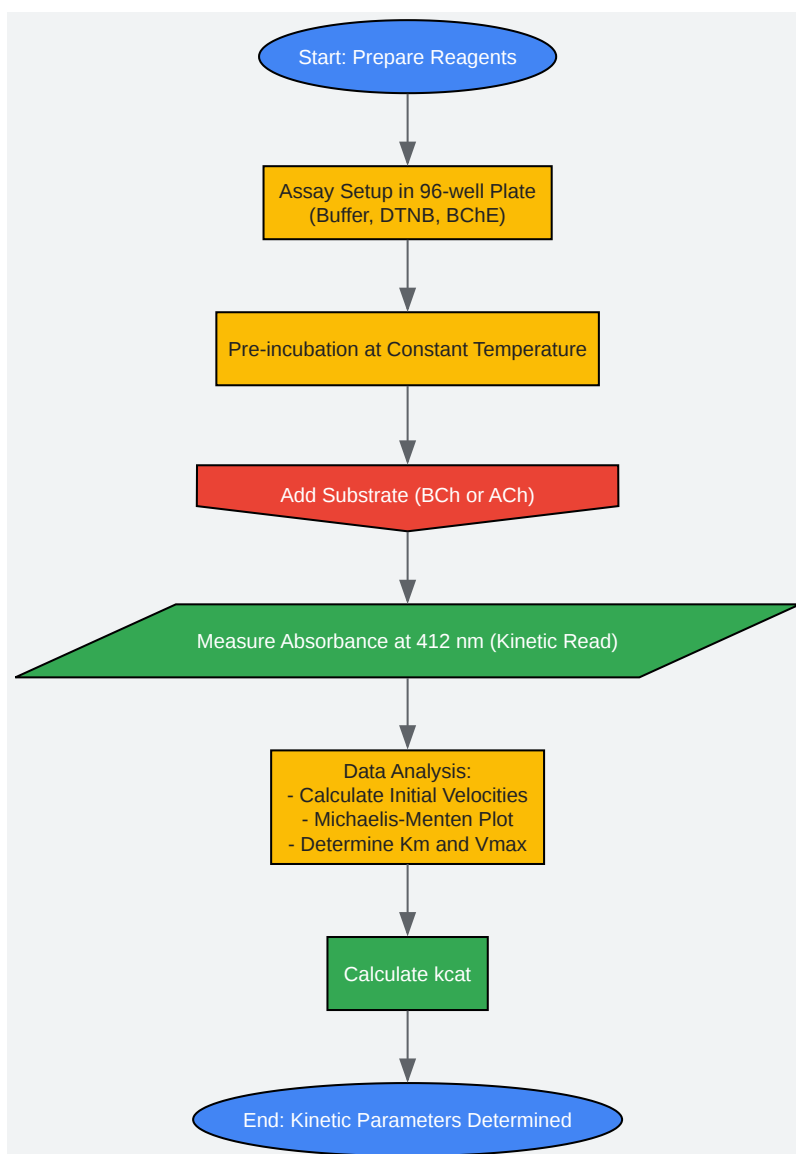 Start: Prepare Reagents
Assay Setup in 96-well Plate
(Buffer, DTNB, BChE)
Pre-incubation at Constant Temperature
Add Substrate (BCh or ACh)
Measure Absorbance at 412 nm (Kinetic Read)
Data Analysis:
- Calculate Initial Velocities
- Michaelis-Menten Plot
- Determine Km and Vmax
Calculate kcat
End: Kinetic Parameters Determined